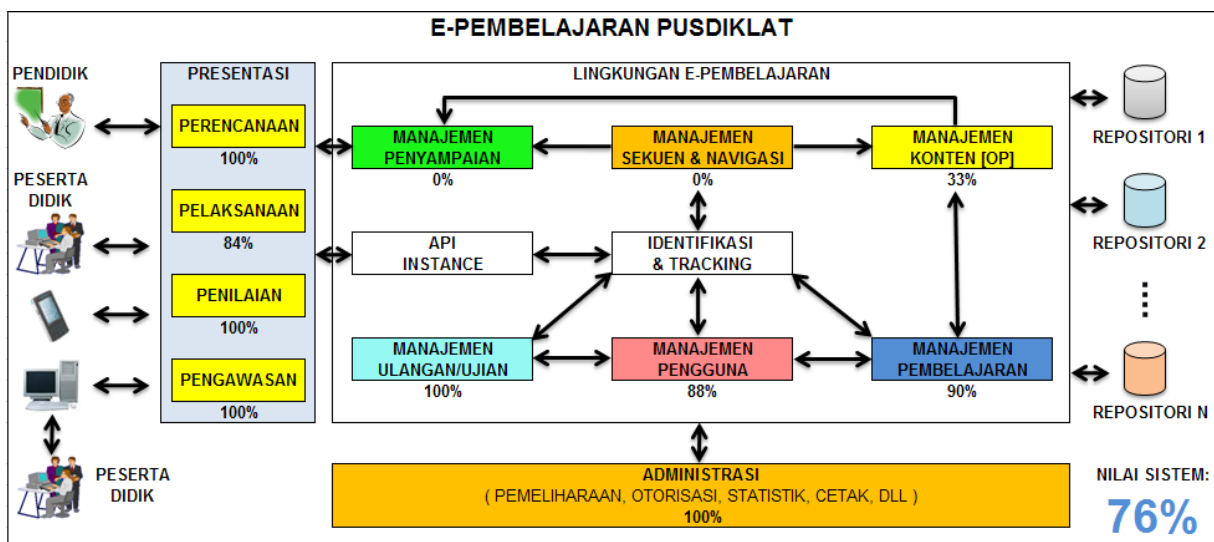 E-PEMBELAJARAN PUSDIKLAT
PENDIDIK
PESERTA
DIDIK
PESERTA
DIDIK
PRESENTASI
PERENCANAAN
100%
PELAKSANAAN
84%
PENILAIAN
100%
PENGAWASAN
100%
LINGKUNGAN E-PEMBELAJARAN
MANAJEMEN
PENYAMPAIAN
0%
MANAJEMEN
SEKUEN & NAVIGASI
0%
MANAJEMEN
KONTEN [OP]
33%
API
INSTANCE
IDENTIFIKASI
& TRACKING
MANAJEMEN
ULANGAN/UJIAN
100%
MANAJEMEN
PENGGUNA
88%
MANAJEMEN
PEMBELAJARAN
90%
REPOSITORI 1
REPOSITORI 2
REPOSITORI N
ADMINISTRASI
( PEMELIHARAAN, OTORISASI, STATISTIK, CETAK, DLL )
100%
NILAI SISTEM:
76%